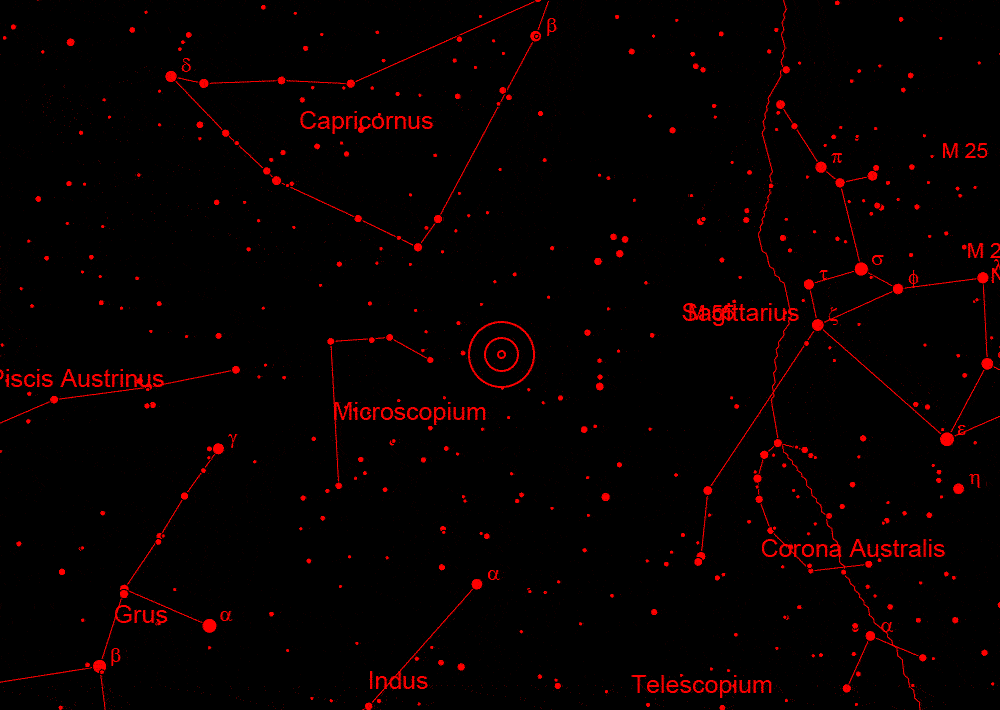 β
δ
Capricornus
π
M 25
σ
M 2
τ
ϕ
Sagittarius
ζ
Piscis Austrinus
Microscopium
ε
γ
η
Corona Australis
α
Grus
α
α
β
Indus
Telescopium